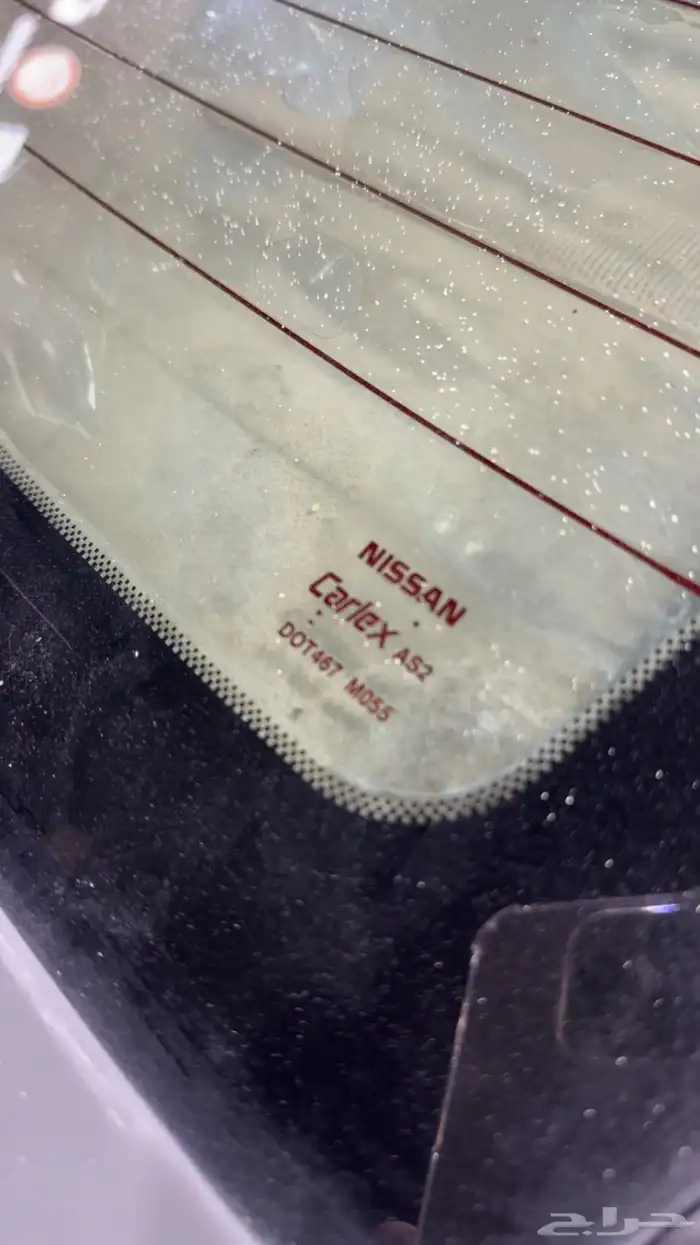 NISSAN
Carlex AS2
DOT467 M055
حراج